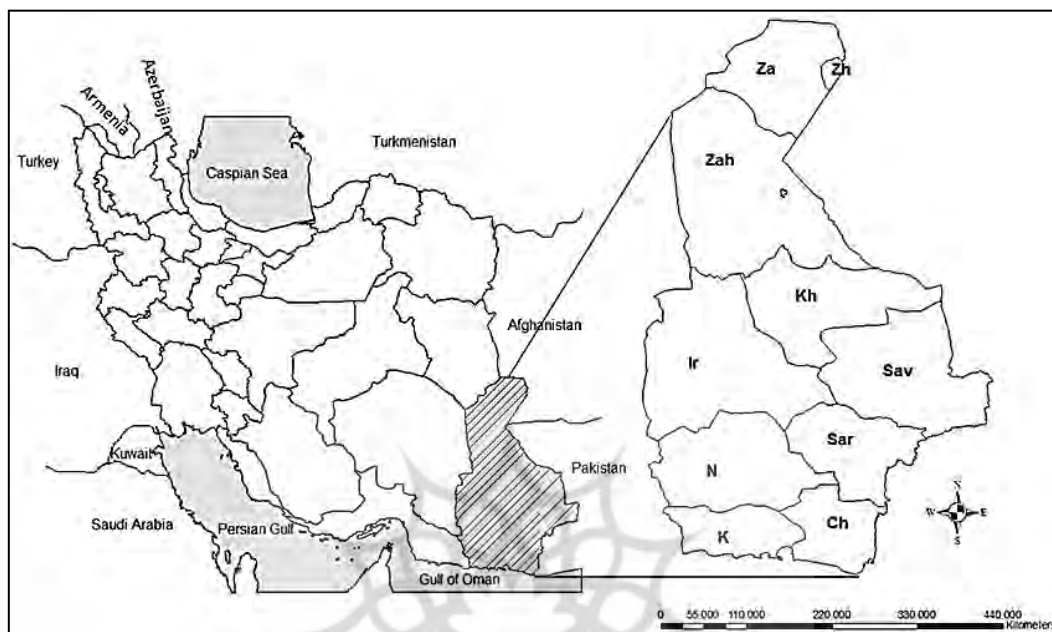 Armenia
Azerbaijan
Turkey
Caspian Sea
Turkmenistan
Iraq
Afghanistan
Kuwait
Pakistan
Saudi Arabia
Persian Gulf
Gulf of Oman
Za
Zh
Zah
Kh
Ir
Sav
Sar
N
Ch
K
N
W
E
S
0 55 000 110 000 220 000 330 000 440 000
Kilometers